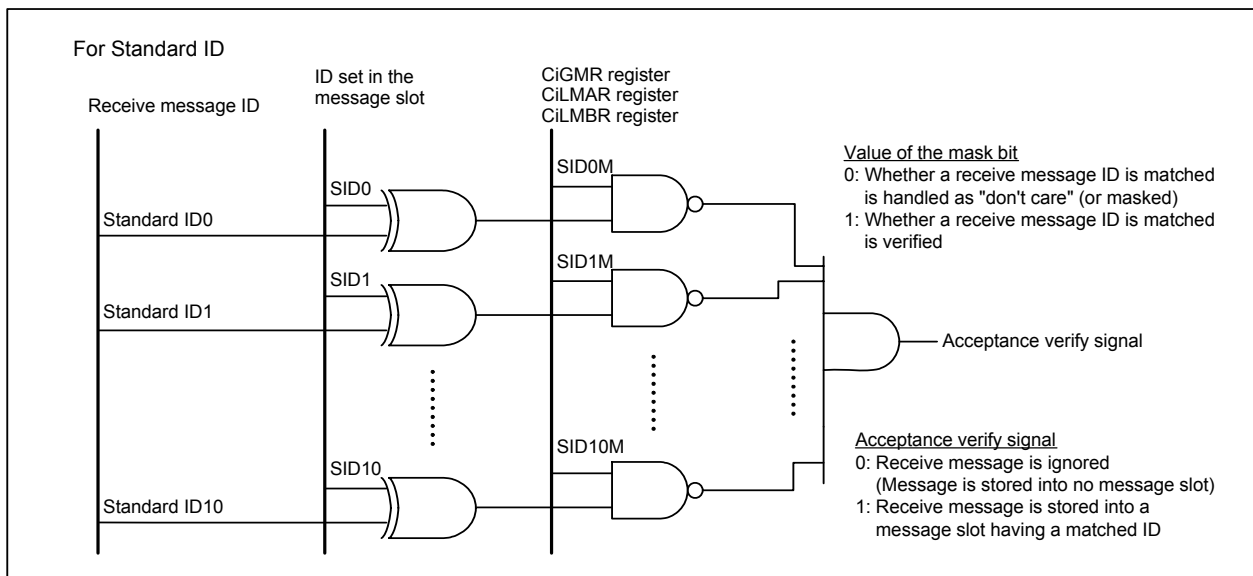 For Standard ID
Receive message ID
ID set in the
message slot
CiGMR register
CiLMAR register
CiLMBR register
SID0
Standard ID0
SID0M
SID1
Standard ID1
SID1M
SID10
Standard ID10
SID10M
Value of the mask bit
0: Whether a receive message ID is matched
is handled as "don't care" (or masked)
1: Whether a receive message ID is matched
is verified
Acceptance verify signal
Acceptance verify signal
0: Receive message is ignored
(Message is stored into no message slot)
1: Receive message is stored into a
message slot having a matched ID